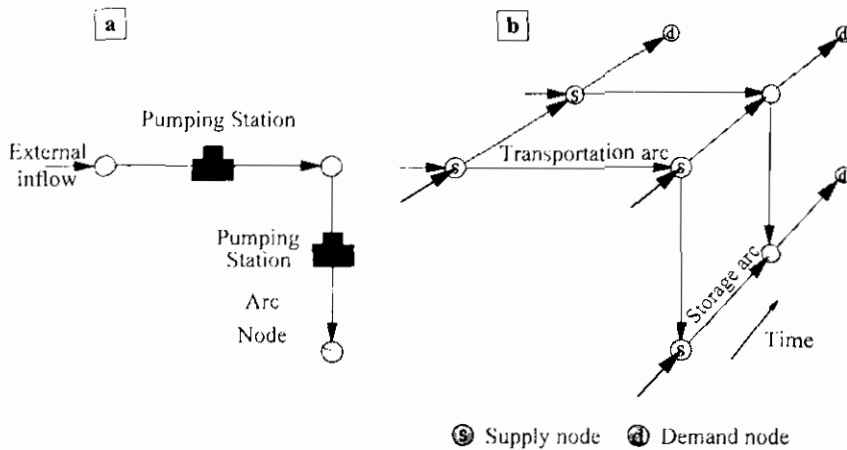 a
Pumping Station
External
inflow
Pumping
Station
Arc
Node
b
d
d
s
s
Transportation arc
s
d
Storage arc
s
Time
s Supply node
d Demand node